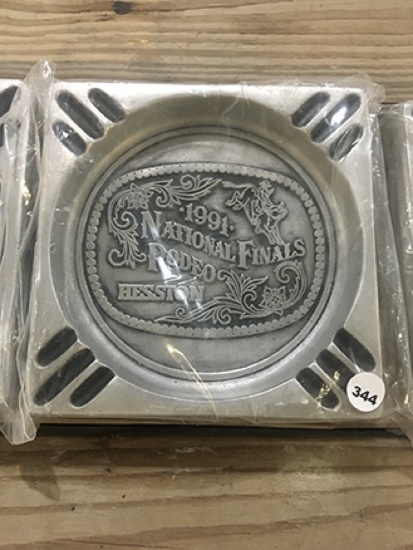 ·1991·
NATIONAL FINALS
RODEO
HESSTON
344